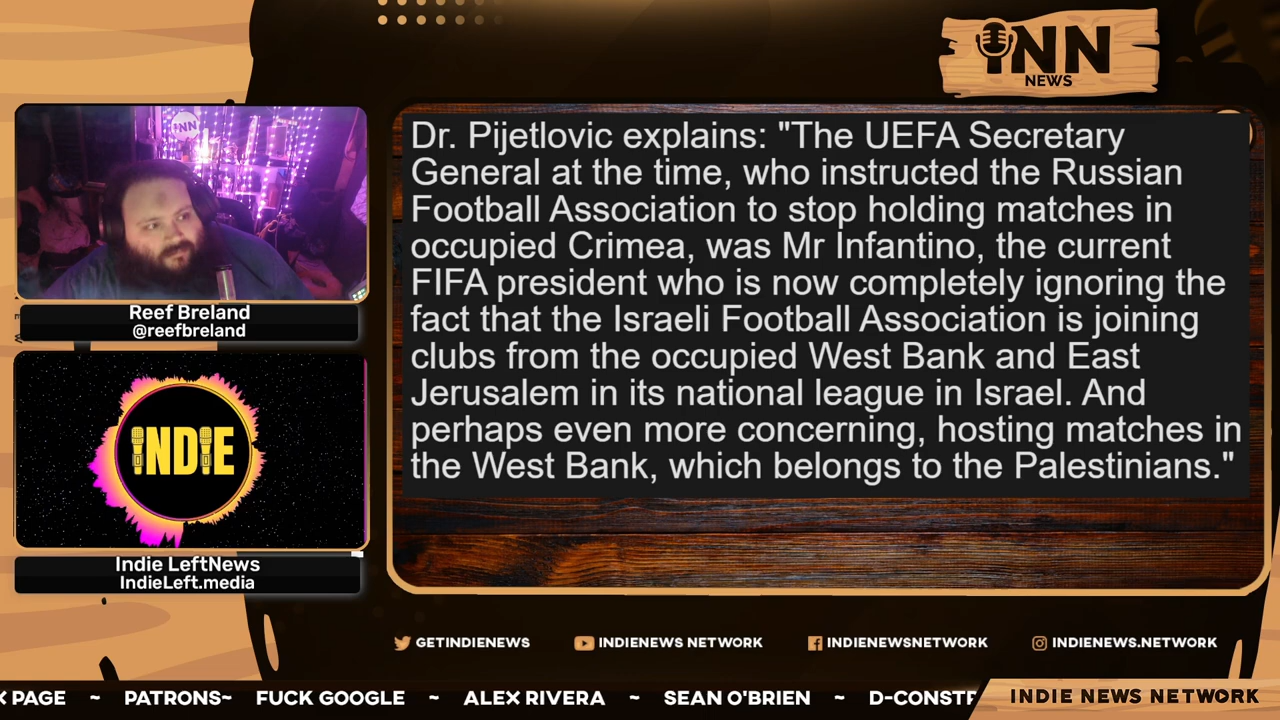 iNN
NEWS
iNN
Reef Breland
@reefbreland
Dr. Pijetlovic explains: "The UEFA Secretary
General at the time, who instructed the Russian
Football Association to stop holding matches in
occupied Crimea, was Mr Infantino, the current
FIFA president who is now completely ignoring the
fact that the Israeli Football Association is joining
clubs from the occupied West Bank and East
Jerusalem in its national league in Israel. And
perhaps even more concerning, hosting matches in
the West Bank, which belongs to the Palestinians."
iNDiE
Indie LeftNews
IndieLeft.media
GETINDIENEWS
INDIENEWS NETWORK
INDIENEWSNETWORK
INDIENEWS.NETWORK
X PAGE ~ PATRONS~ FUCK GOOGLE ~ ALEX RIVERA ~ SEAN O'BRIEN ~ D-CONST
INDIE NEWS NETWORK